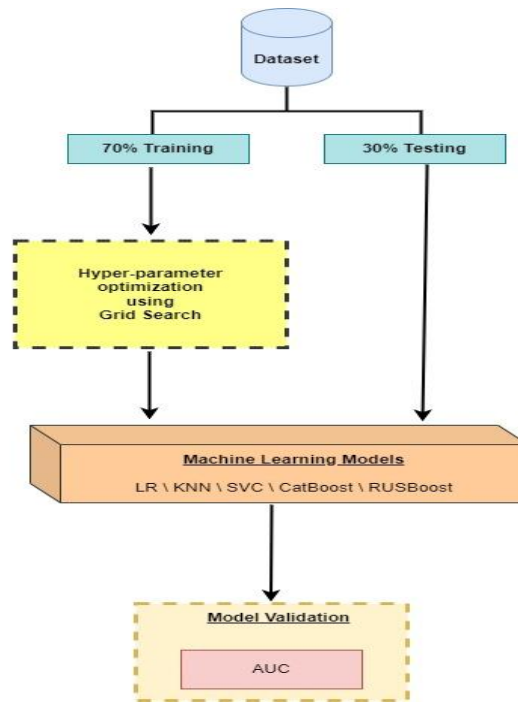 Dataset
70% Training
30% Testing
Hyper-parameter
optimization
using
Grid Search
Machine Learning Models
LR \ KNN \ SVC \ CatBoost \ RUSBoost
Model Validation
AUC